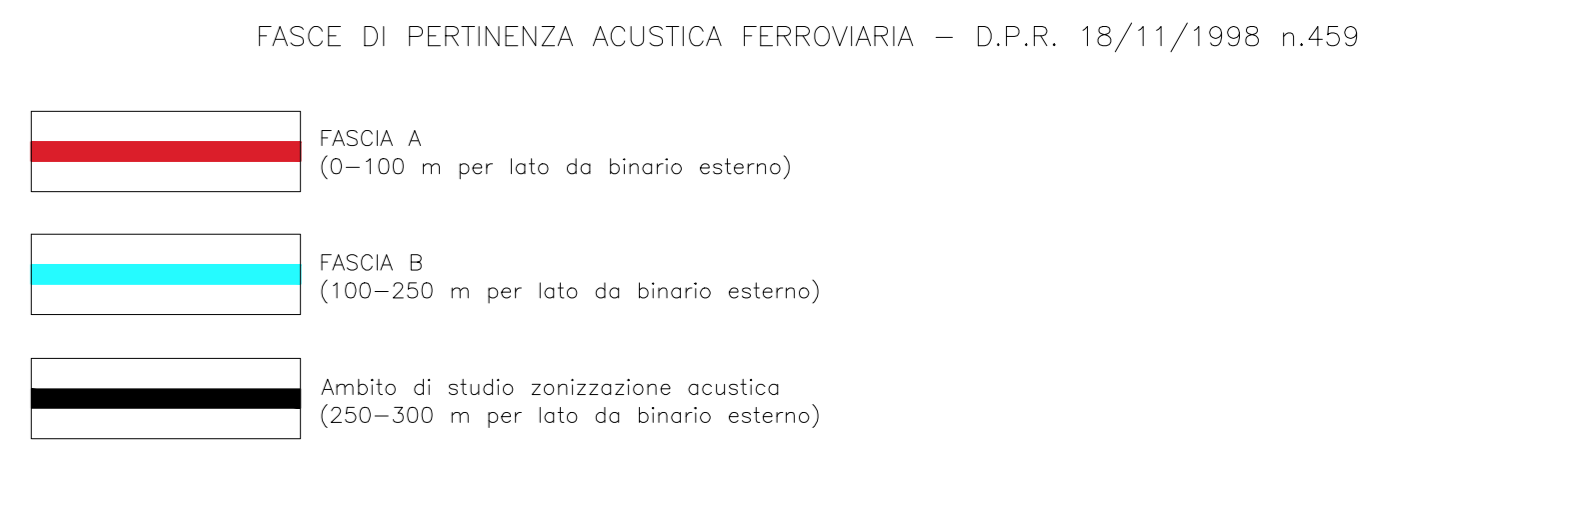 FASCE DI PERTINENZA ACUSTICA FERROVIARIA – D.P.R. 18/11/1998 n.459
FASCIA A
(0–100 m per lato da binario esterno)
FASCIA B
(100–250 m per lato da binario esterno)
Ambito di studio zonizzazione acustica
(250–300 m per lato da binario esterno)